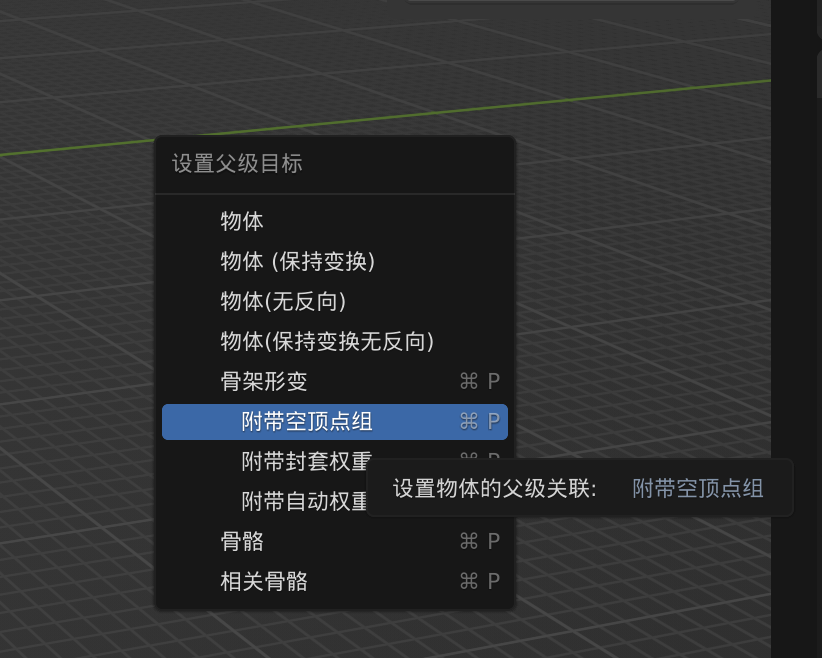 设置父级目标
物体
物体 (保持变换)
物体(无反向)
物体(保持变换无反向)
骨架形变 ⌘ P
附带空顶点组 ⌘ P
附带封套权重 ⌘ P
设置物体的父级关联: 附带空顶点组
附带自动权重
骨骼 ⌘ P
相关骨骼 ⌘ P